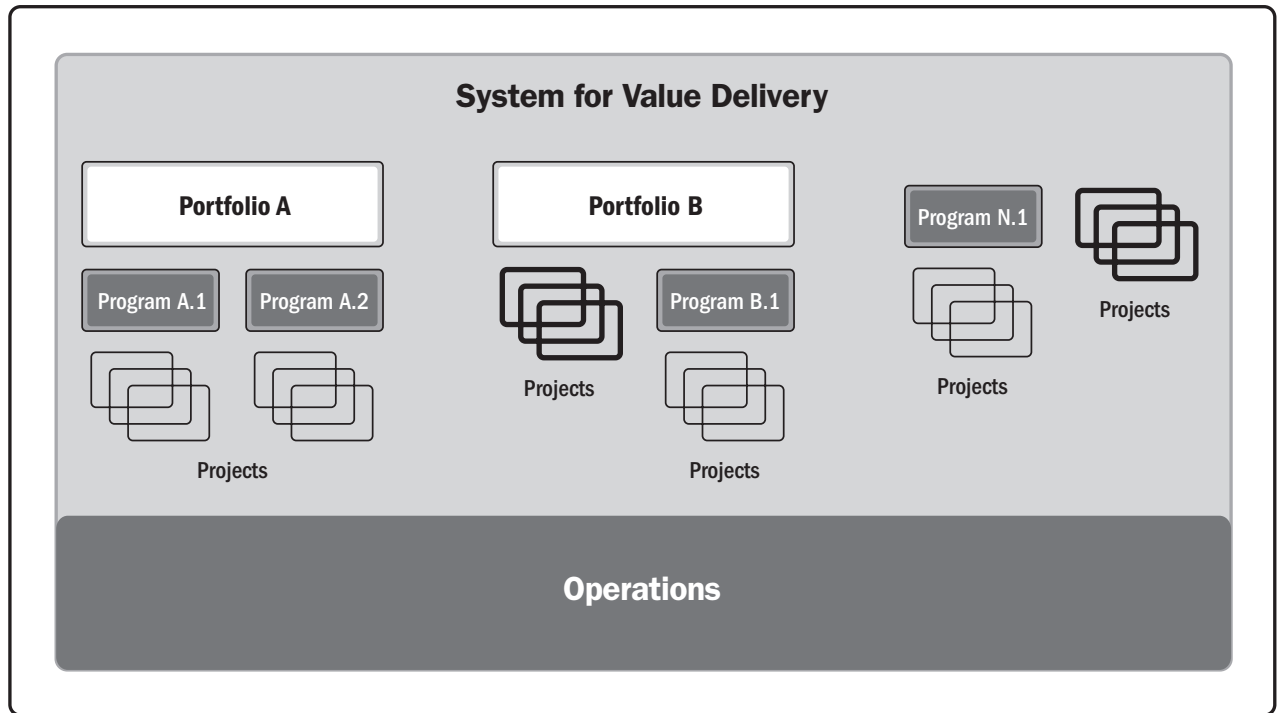 System for Value Delivery
Portfolio A
Portfolio B
Program N.1
Program A.1
Program A.2
Program B.1
Projects
Projects
Projects
Projects
Projects
Operations